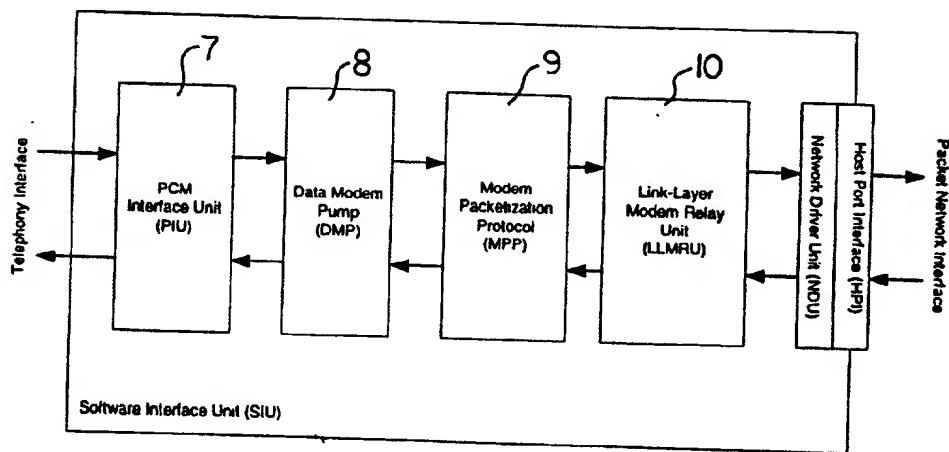 7
8
9
10
Telephony Interface
PCM
Interface Unit
(PIU)
Data Modem
Pump
(DMP)
Modem
Packetization
Protocol
(MPP)
Link-Layer
Modem Relay
Unit
(LLMRU)
Network Driver Unit (NDU)
Host Port Interface (HPI)
Packet Network Interface
Software Interface Unit (SIU)